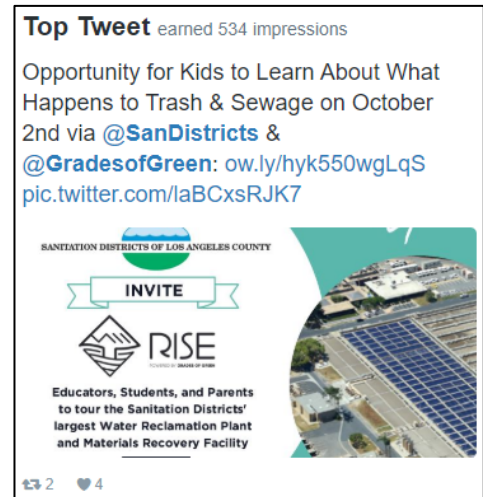 Top Tweet earned 534 impressions
Opportunity for Kids to Learn About What
Happens to Trash & Sewage on October
2nd via @SanDistricts &
@GradesofGreen: ow.ly/hyk550wgLqS
pic.twitter.com/laBCxsRJK7
SANITATION DISTRICTS OF LOS ANGELES COUNTY
INVITE
RISE
POWERED BY GRADES OF GREEN
Educators, Students, and Parents
to tour the Sanitation Districts'
largest Water Reclamation Plant
and Materials Recovery Facility
2 4